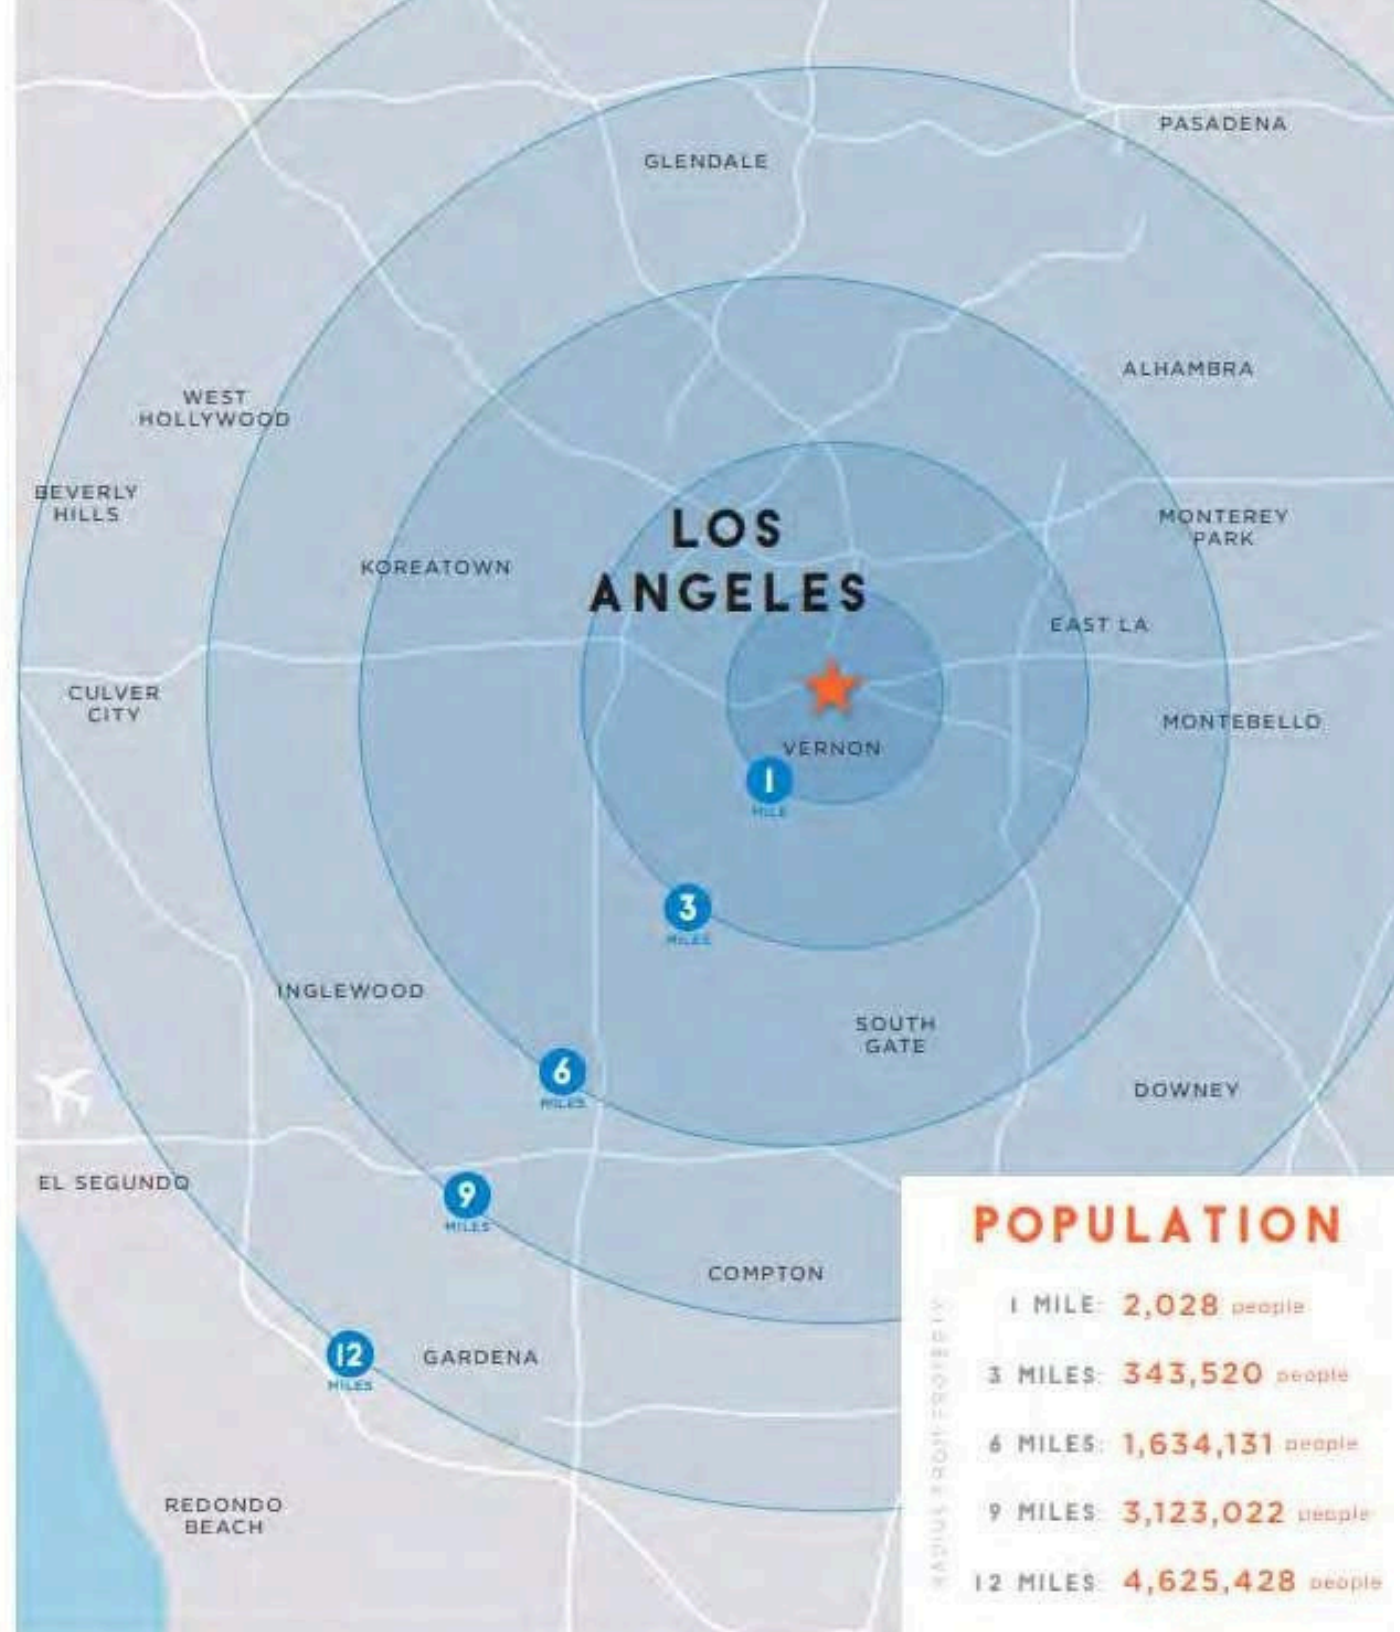 PASADENA
GLENDALE
ALHAMBRA
WEST
HOLLYWOOD
BEVERLY
HILLS
LOS
ANGELES
MONTEREY
PARK
KOREATOWN
EAST LA
CULVER
CITY
MONTEBELLO
VERNON
1
MILE
3
MILES
INGLEWOOD
SOUTH
GATE
6
MILES
DOWNEY
EL SEGUNDO
9
MILES
COMPTON
12
MILES
GARDENA
REDONDO
BEACH
POPULATION
RADIUS FROM PROPERTY
1 MILE: 2,028 people
3 MILES: 343,520 people
6 MILES: 1,634,131 people
9 MILES: 3,123,022 people
12 MILES: 4,625,428 people